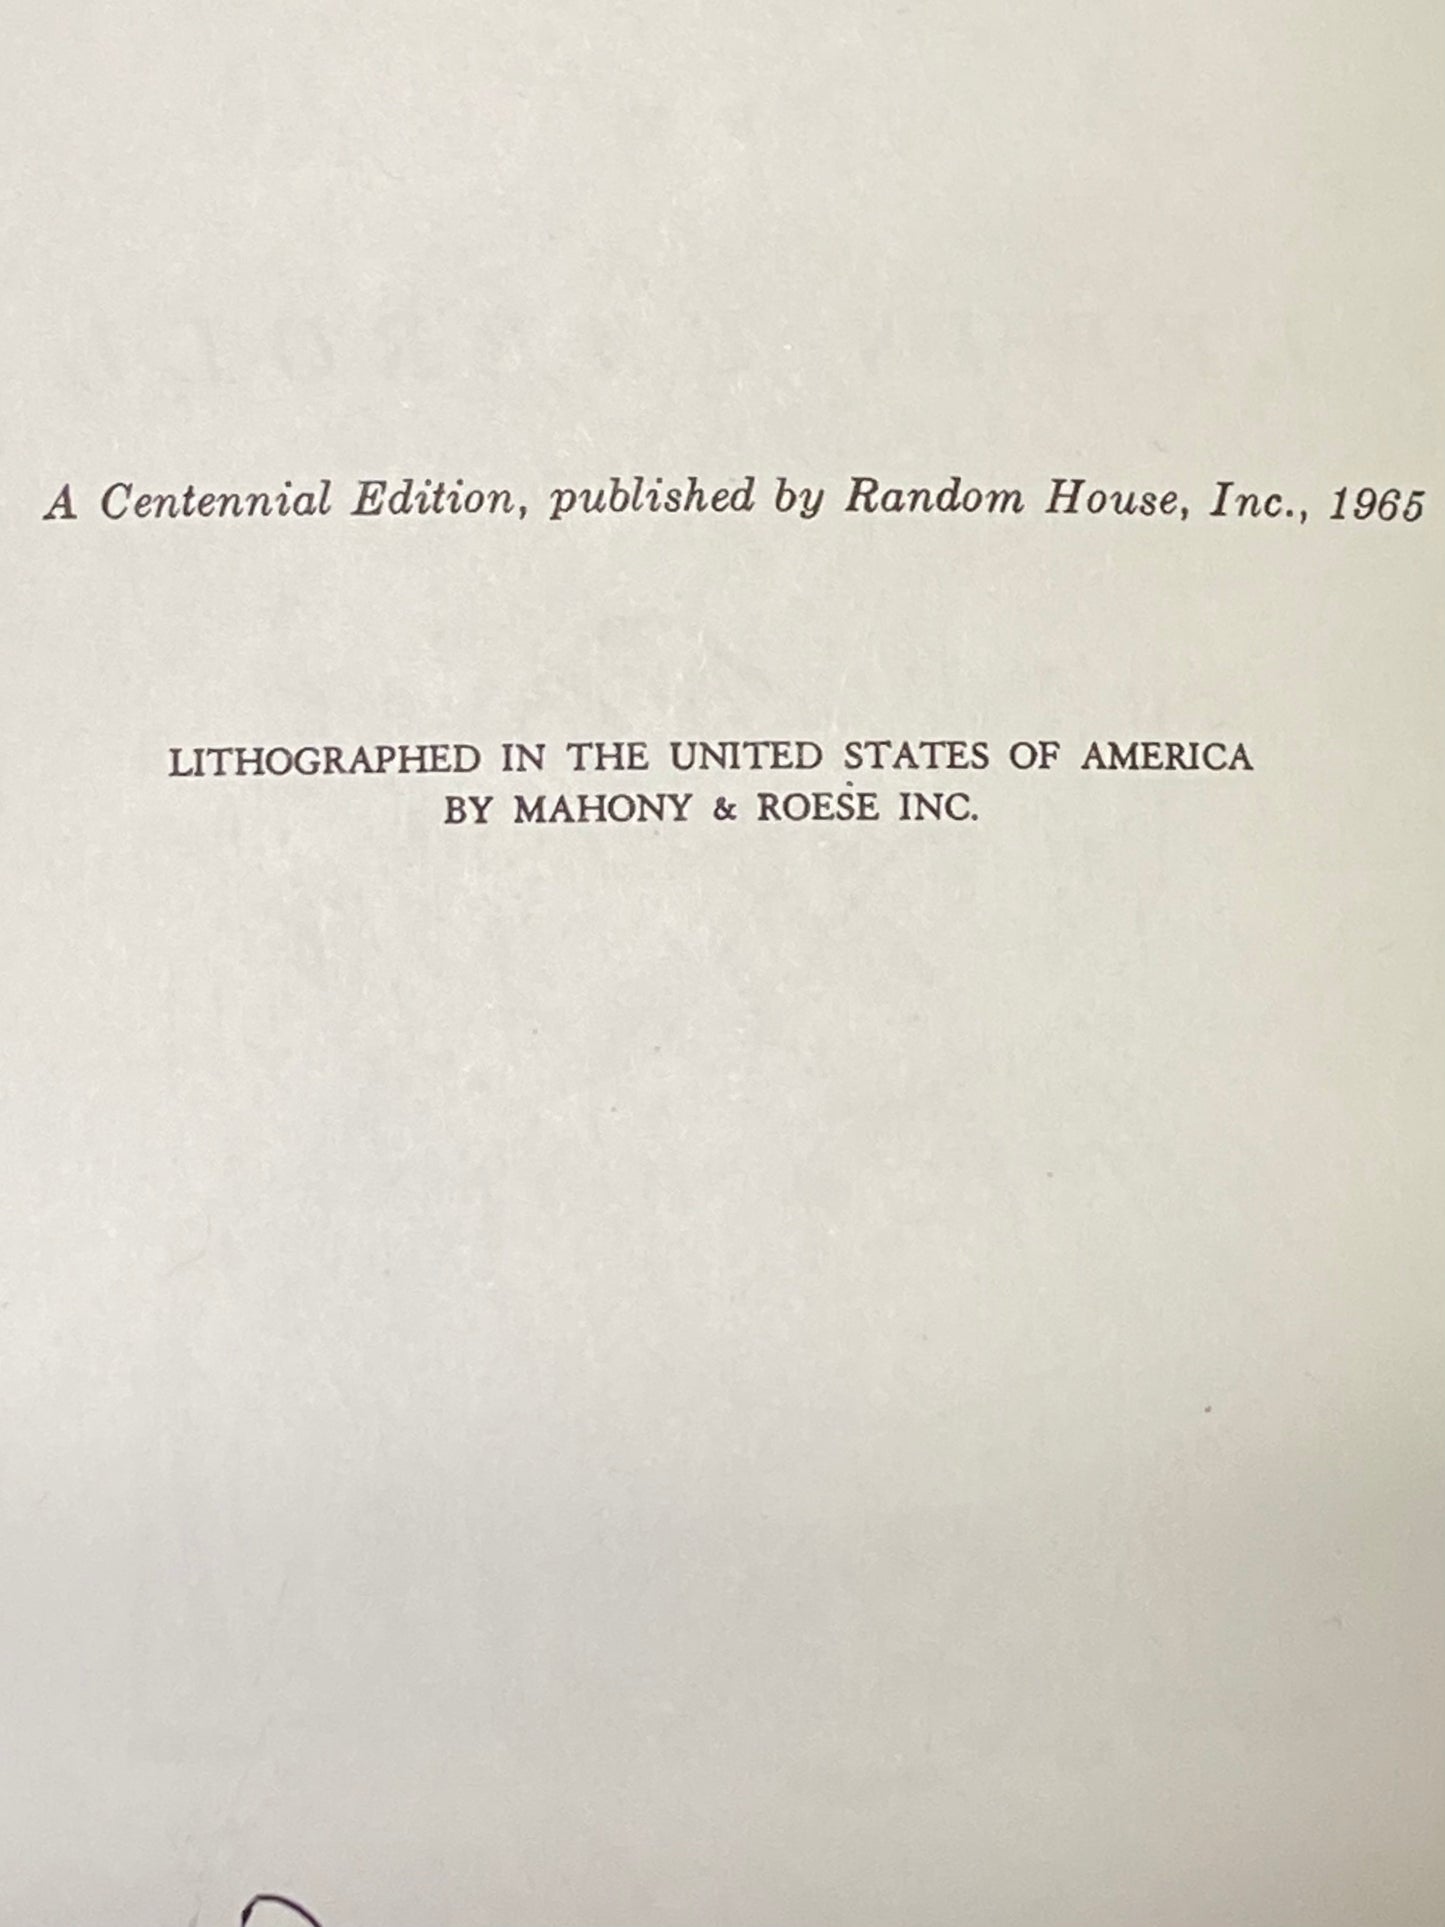 A Centennial Edition, published by Random House, Inc., 1965
LITHOGRAPHED IN THE UNITED STATES OF AMERICA
BY MAHONY & ROESE INC.